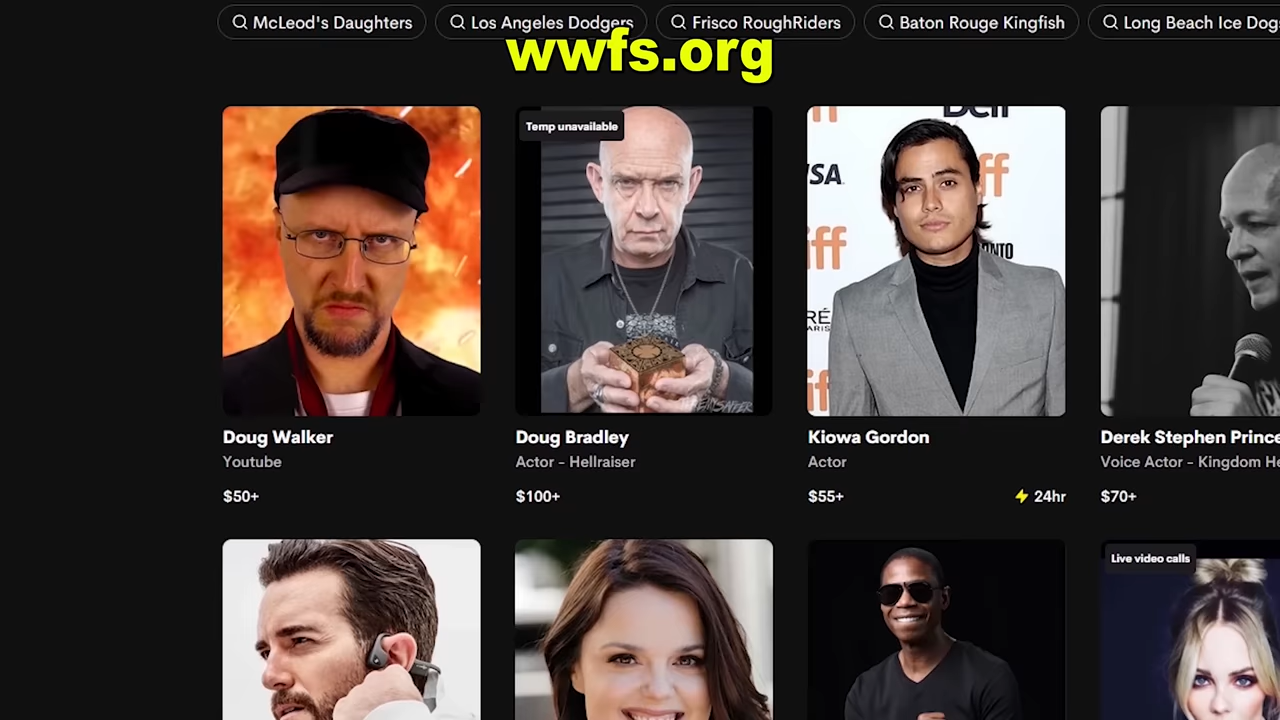 McLeod's Daughters
Los Angeles Dodgers
Frisco RoughRiders
Baton Rouge Kingfish
Long Beach Ice Dogs
wwfs.org
Temp unavailable
Doug Walker
Youtube
$50+
Doug Bradley
Actor - Hellraiser
$100+
Kiowa Gordon
Actor
$55+
24hr
Derek Stephen Prince
Voice Actor - Kingdom He
$70+
Live video calls